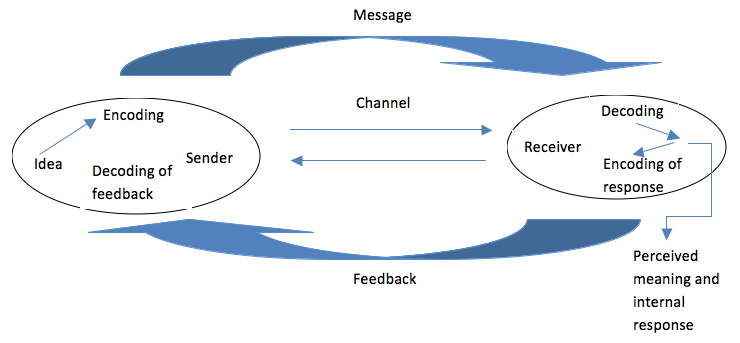 Message
Channel
Encoding
Idea
Sender
Decoding of
feedback
Decoding
Receiver
Encoding of
response
Feedback
Perceived
meaning and
internal
response